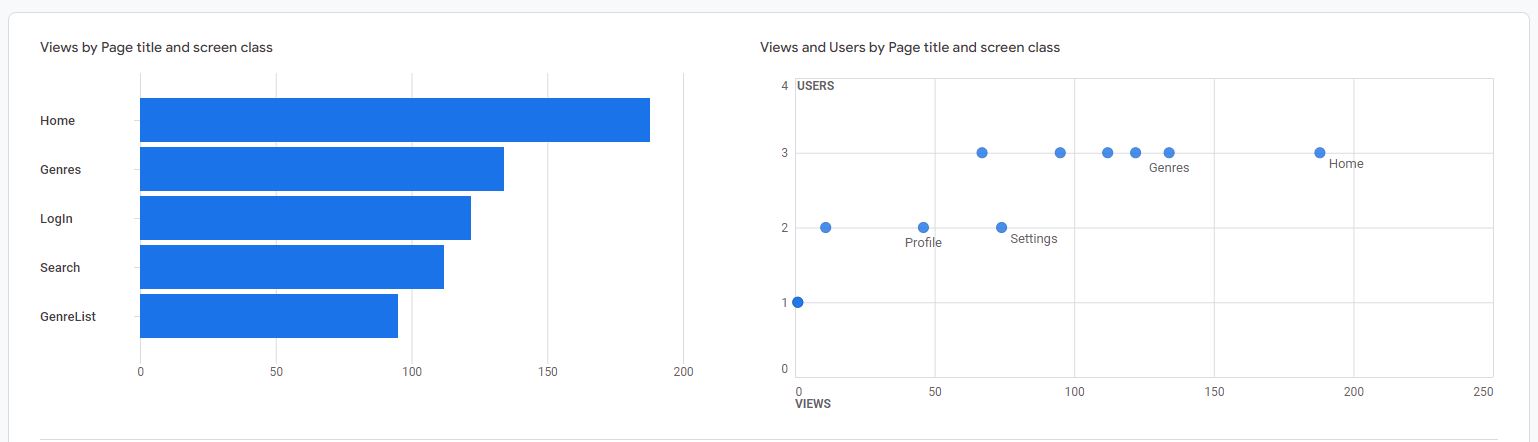 Views by Page title and screen class
Home
Genres
LogIn
Search
GenreList
0 50 100 150 200
Views and Users by Page title and screen class
4 USERS
3
2
1
0
Genres
Home
Profile
Settings
0 50 100 150 200 250
VIEWS